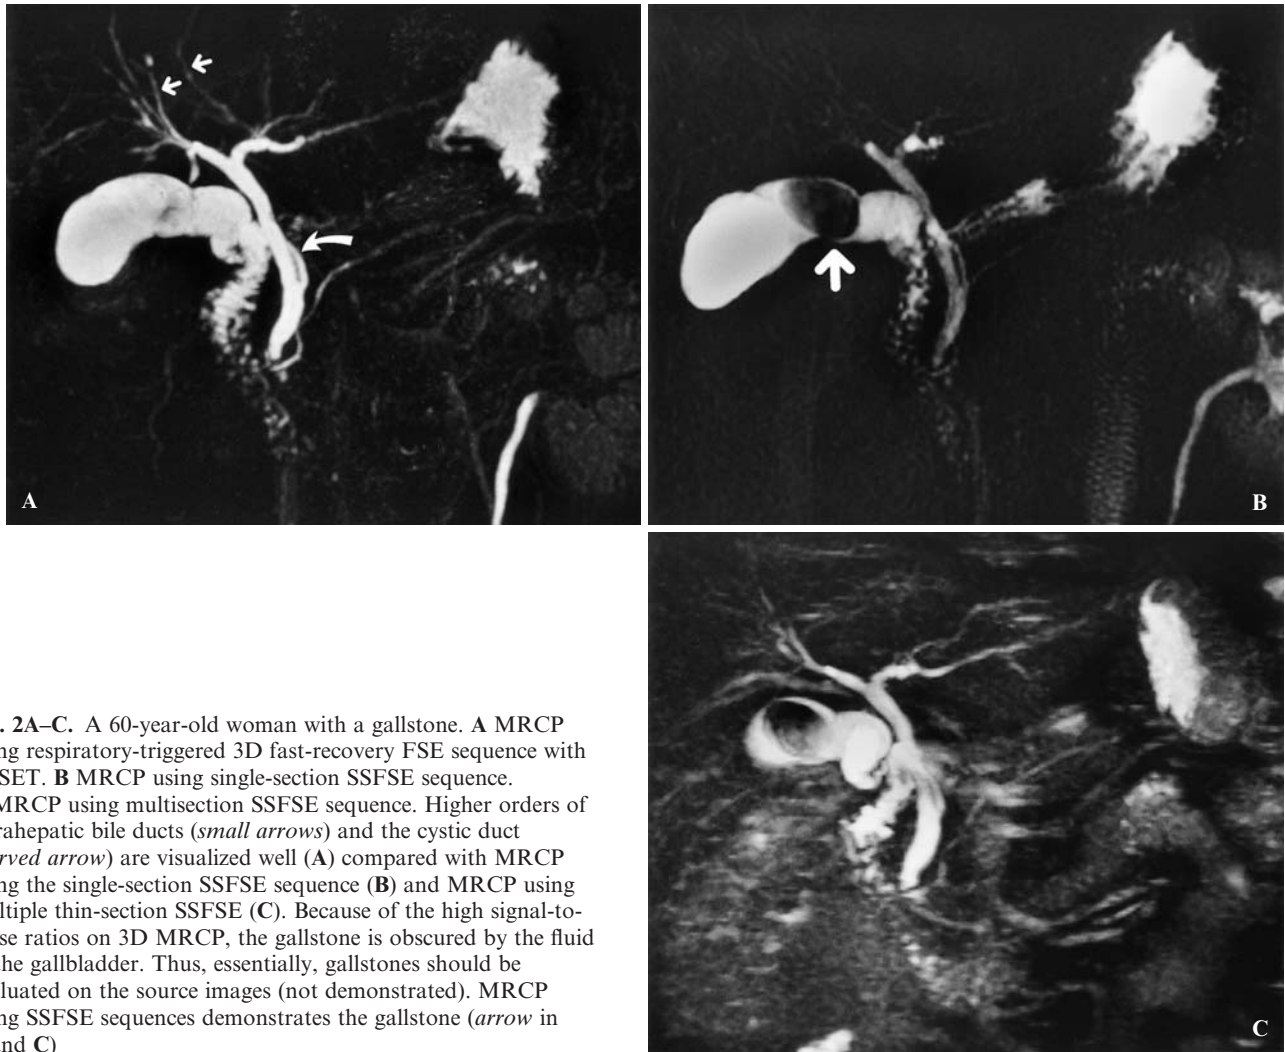 A
B
. 2A–C. A 60-year-old woman with a gallstone. A MRCP
ng respiratory-triggered 3D fast-recovery FSE sequence with
SET. B MRCP using single-section SSFSE sequence.
MRCP using multisection SSFSE sequence. Higher orders of
rahepatic bile ducts (small arrows) and the cystic duct
rved arrow) are visualized well (A) compared with MRCP
ng the single-section SSFSE sequence (B) and MRCP using
ltiple thin-section SSFSE (C). Because of the high signal-to-
se ratios on 3D MRCP, the gallstone is obscured by the fluid
the gallbladder. Thus, essentially, gallstones should be
luated on the source images (not demonstrated). MRCP
ng SSFSE sequences demonstrates the gallstone (arrow in
nd C)
C